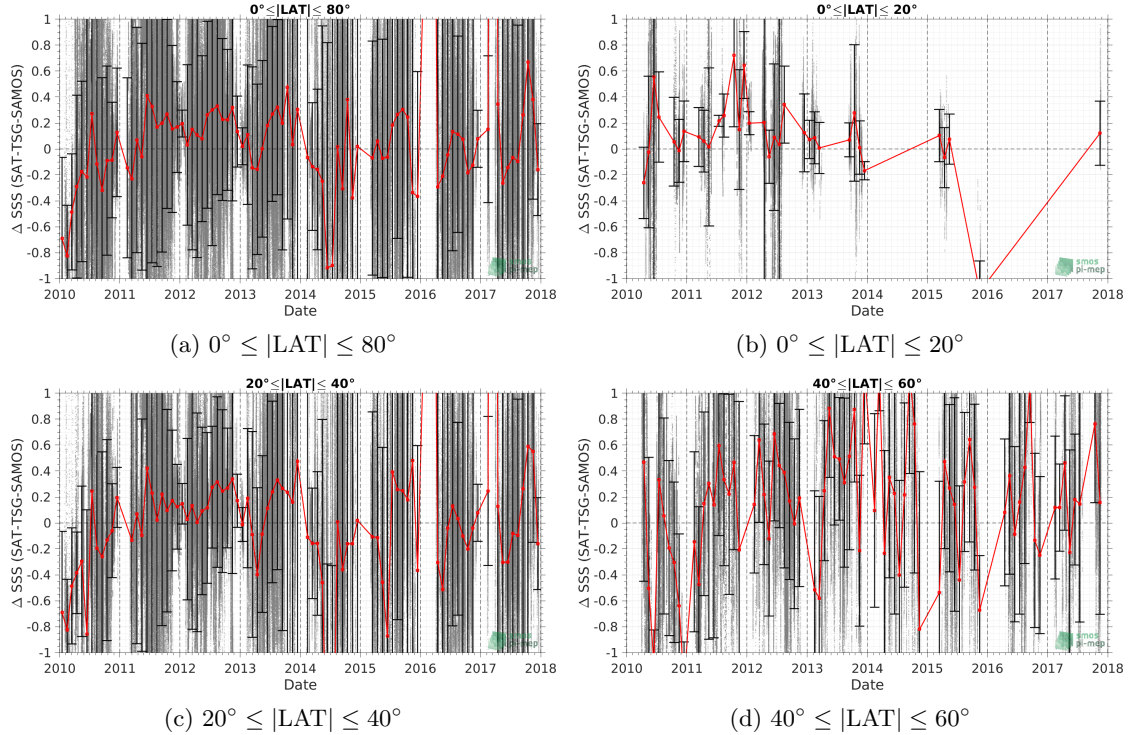 0°≤|LAT|≤ 80°
Δ SSS (SAT-TSG-SAMOS)
1
0.8
0.6
0.4
0.2
0
-0.2
-0.4
-0.6
-0.8
-1
2010 2011 2012 2013 2014 2015 2016 2017 2018
Date
smos
pi-mep
(a) 0° ≤ |LAT| ≤ 80°
0°≤|LAT|≤ 20°
Δ SSS (SAT-TSG-SAMOS)
1
0.8
0.6
0.4
0.2
0
-0.2
-0.4
-0.6
-0.8
-1
2010 2011 2012 2013 2014 2015 2016 2017 2018
Date
smos
pi-mep
(b) 0° ≤ |LAT| ≤ 20°
20°≤|LAT|≤ 40°
Δ SSS (SAT-TSG-SAMOS)
1
0.8
0.6
0.4
0.2
0
-0.2
-0.4
-0.6
-0.8
-1
2010 2011 2012 2013 2014 2015 2016 2017 2018
Date
smos
pi-mep
(c) 20° ≤ |LAT| ≤ 40°
40°≤|LAT|≤ 60°
Δ SSS (SAT-TSG-SAMOS)
1
0.8
0.6
0.4
0.2
0
-0.2
-0.4
-0.6
-0.8
-1
2010 2011 2012 2013 2014 2015 2016 2017 2018
Date
smos
pi-mep
(d) 40° ≤ |LAT| ≤ 60°